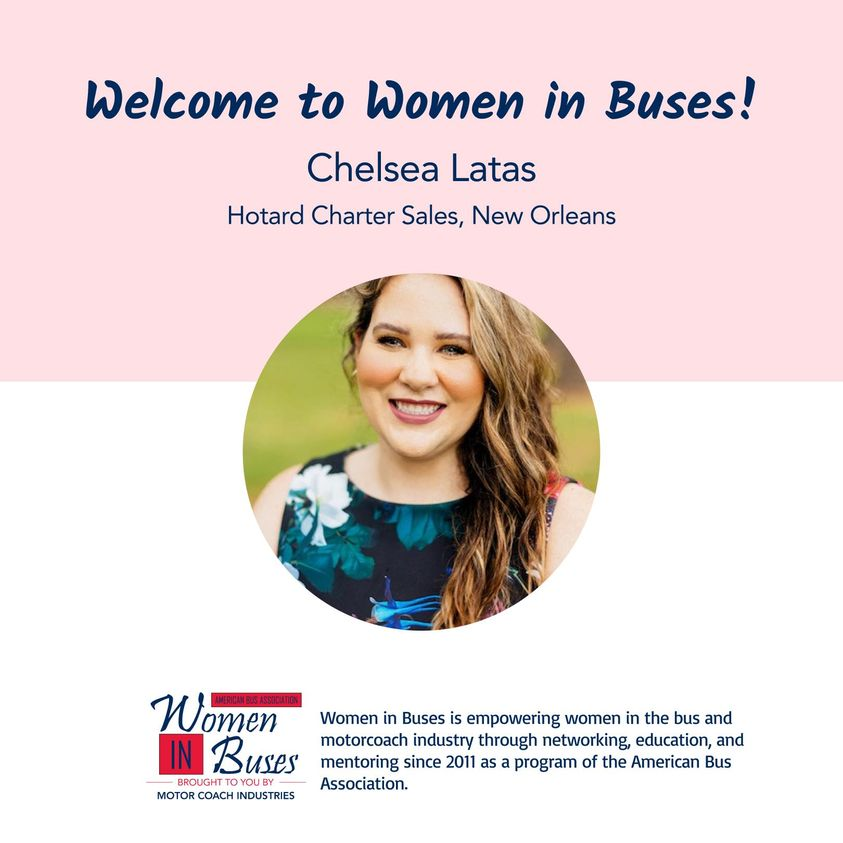 Welcome to Women in Buses!
Chelsea Latas
Hotard Charter Sales, New Orleans
AMERICAN BUS ASSOCIATION
Women
IN Buses
BROUGHT TO YOU BY
MOTOR COACH INDUSTRIES
Women in Buses is empowering women in the bus and
motorcoach industry through networking, education, and
mentoring since 2011 as a program of the American Bus
Association.